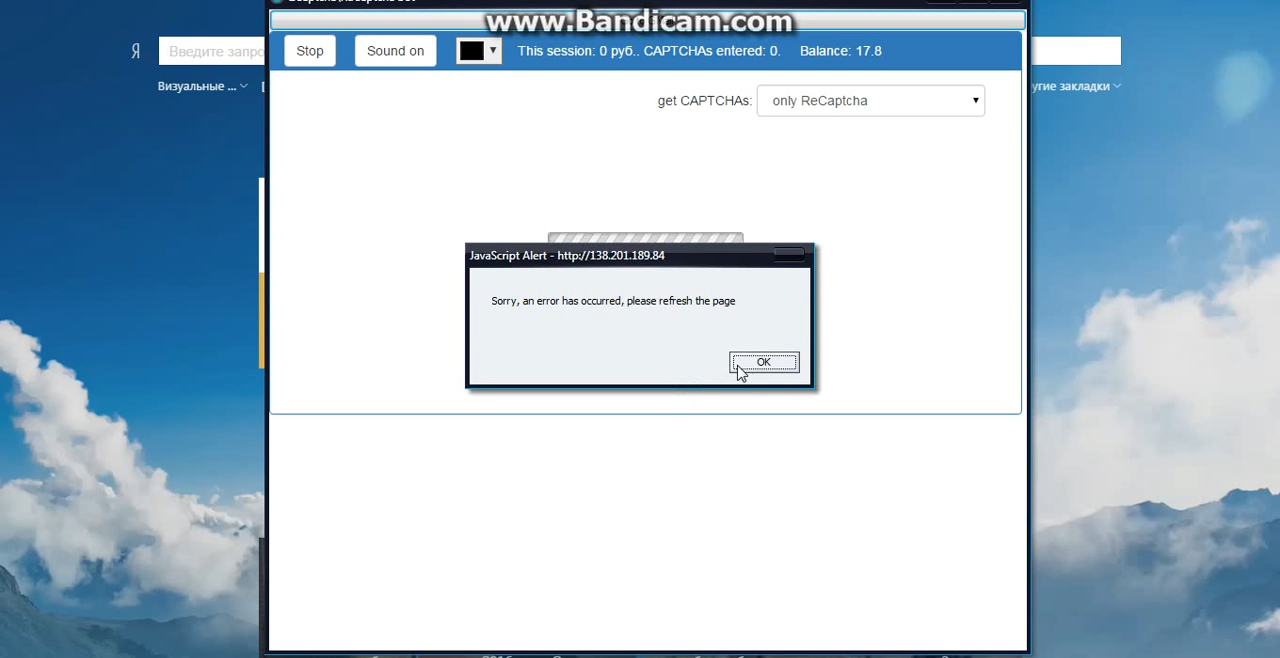 www.Bandicam.com
Я
Введите запро
Stop
Sound on
This session: 0 руб.. CAPTCHAs entered: 0. Balance: 17.8
Визуальные ...
угие закладки
get CAPTCHAs:
only ReCaptcha
JavaScript Alert - http://138.201.189.84
Sorry, an error has occurred, please refresh the page
OK